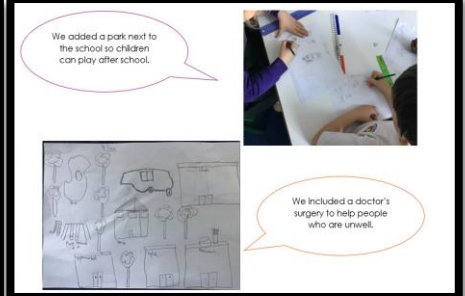 We added a park next to
the school so children
can play after school.
We Included a doctor's
surgery to help people
who are unwell.